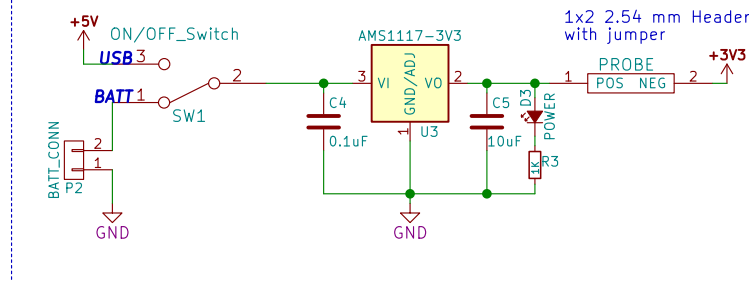 1x2 2.54 mm Header
with jumper
+5V
ON/OFF_Switch
AMS1117-3V3
+3V3
USB 3
PROBE
BATT 1
2
SW1
3 VI
GND/ADJ
VO 2
1 POS NEG 2
C4
0.1uF
1
U3
C5
10uF
D3
POWER
R3
1K
BATT_CONN
2
1
P2
GND
GND